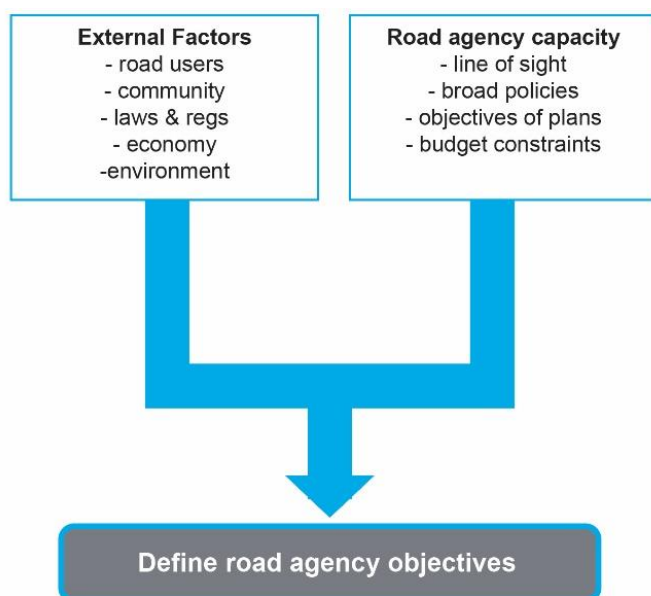 External Factors
- road users
- community
- laws & regs
- economy
-environment
Road agency capacity
- line of sight
- broad policies
- objectives of plans
- budget constraints
Define road agency objectives